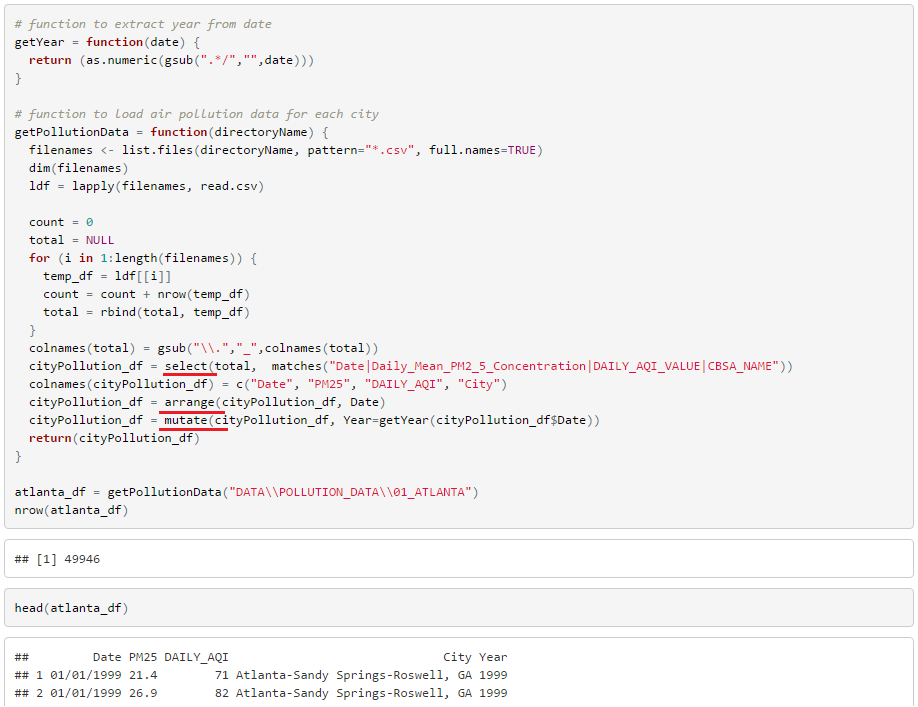 # function to extract year from date
getYear = function(date) {
  return (as.numeric(gsub(".*/","",date)))
}

# function to load air pollution data for each city
getPollutionData = function(directoryName) {
  filenames <- list.files(directoryName, pattern="*.csv", full.names=TRUE)
  dim(filenames)
  ldf = lapply(filenames, read.csv)

  count = 0
  total = NULL
  for (i in 1:length(filenames)) {
    temp_df = ldf[[i]]
    count = count + nrow(temp_df)
    total = rbind(total, temp_df)
  }
  colnames(total) = gsub("\\.","_",colnames(total))
  cityPollution_df = select(total,  matches("Date|Daily_Mean_PM2_5_Concentration|DAILY_AQI_VALUE|CBSA_NAME"))
  colnames(cityPollution_df) = c("Date", "PM25", "DAILY_AQI", "City")
  cityPollution_df = arrange(cityPollution_df, Date)
  cityPollution_df = mutate(cityPollution_df, Year=getYear(cityPollution_df$Date))
  return(cityPollution_df)
}

atlanta_df = getPollutionData("DATA\\POLLUTION_DATA\\01_ATLANTA")
nrow(atlanta_df)
## [1] 49946
head(atlanta_df)
##         Date PM25 DAILY_AQI                              City Year
## 1 01/01/1999 21.4        71 Atlanta-Sandy Springs-Roswell, GA 1999
## 2 01/01/1999 26.9        82 Atlanta-Sandy Springs-Roswell, GA 1999